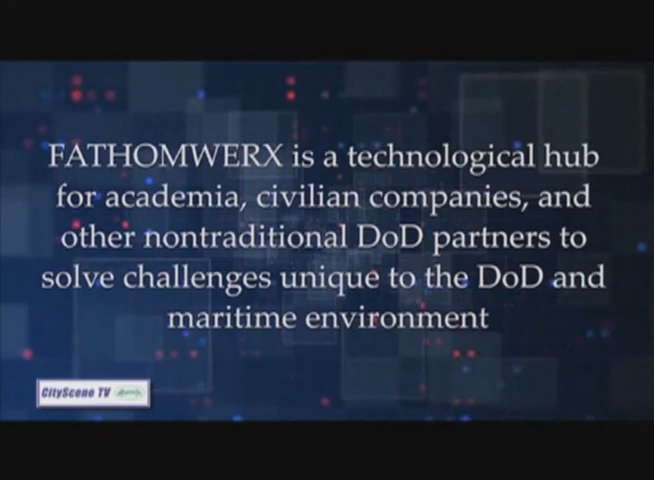 FATHOMWERX is a technological hub
for academia, civilian companies, and
other nontraditional DoD partners to
solve challenges unique to the DoD and
maritime environment
CityScene TV